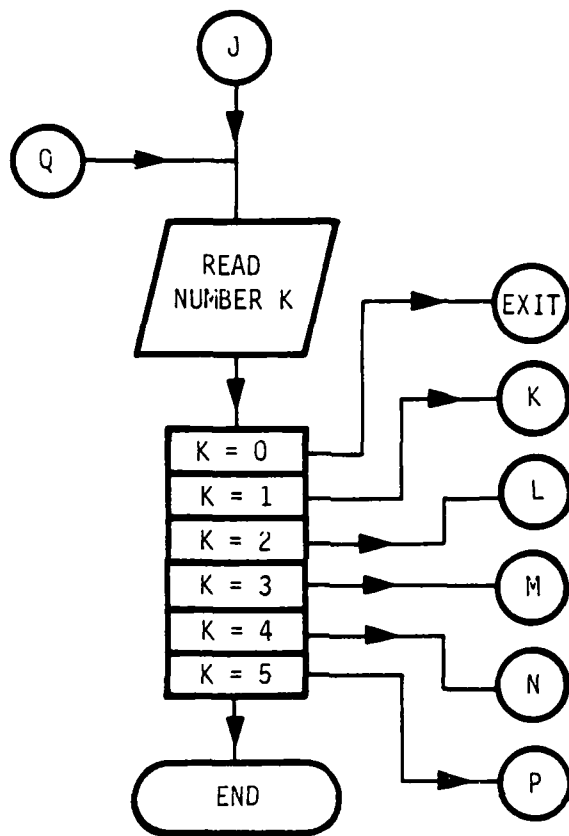 J
Q
READ
NUMBER K
EXIT
K
K = 0
K = 1
L
K = 2
K = 3
M
K = 4
K = 5
N
END
P